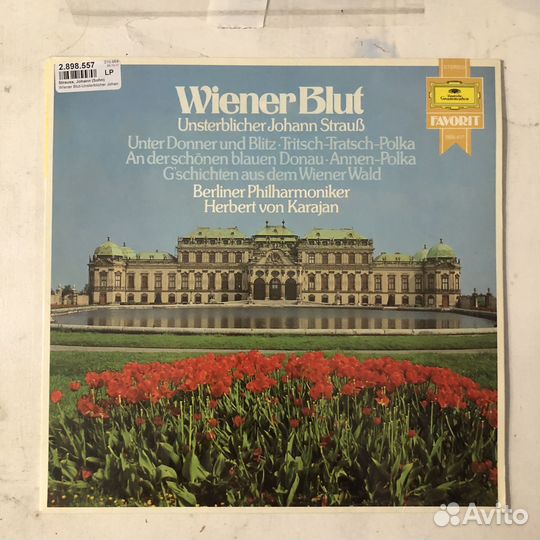 2.898.557
LP
Strauss, Johann (Sohn)
Wiener Blut-Unsterblicher Johan
STEREO
Deutsche
Grammophon
FAVORIT
Wiener Blut
Unsterblicher Johann Strauß
Unter Donner und Blitz · Tritsch-Tratsch-Polka
An der schönen blauen Donau · Annen-Polka
G'schichten aus dem Wiener Wald
Berliner Philharmoniker
Herbert von Karajan
Avito